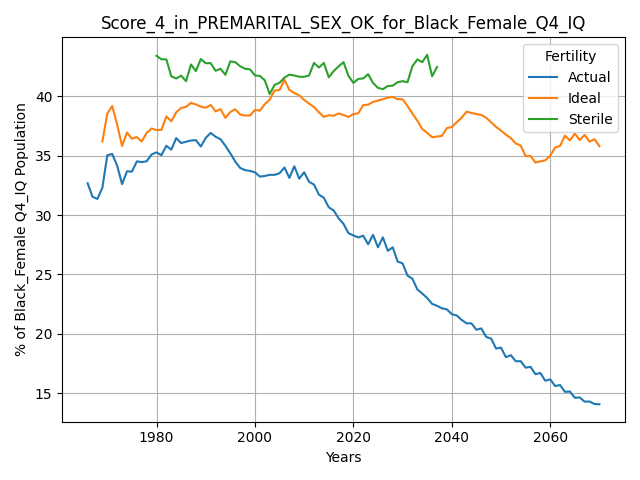 Score_4_in_PREMARITAL_SEX_OK_for_Black_Female_Q4_IQ
% of Black_Female Q4_IQ Population
40
35
30
25
20
15
Fertility
Actual
Ideal
Sterile
1980
2000
2020
2040
2060
Years